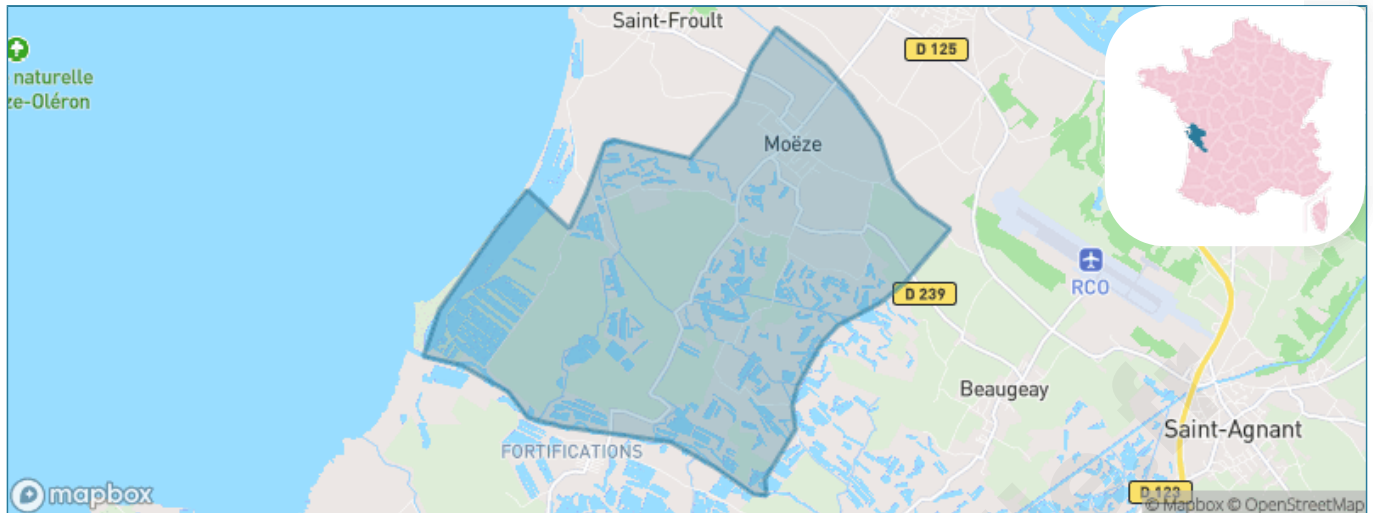 Saint-Froult
D 125
naturelle
ze-Oléron
Moëze
RCO
D 239
Beaugeay
FORTIFICATIONS
Saint-Agnant
D 123
mapbox
© Mapbox © OpenStreetMap